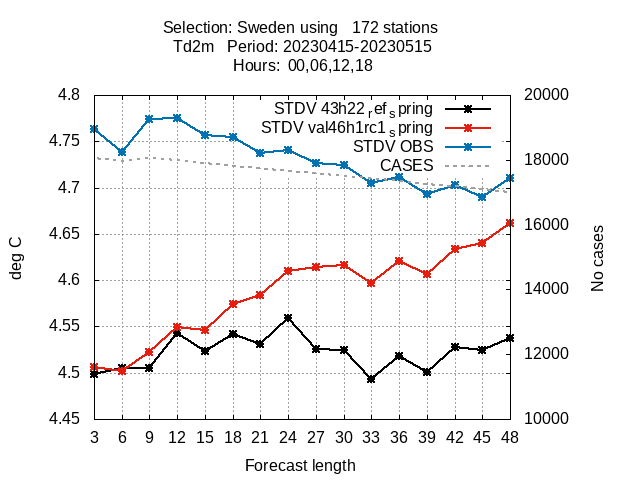 Selection: Sweden using   172 stations
Td2m   Period: 20230415-20230515
Hours:  00,06,12,18
STDV 43h22ref_spring
STDV val46h1rc1_spring
STDV OBS
CASES
deg C
4.8
4.75
4.7
4.65
4.6
4.55
4.5
4.45
20000
18000
16000
14000
12000
10000
No cases
3 6 9 12 15 18 21 24 27 30 33 36 39 42 45 48
Forecast length